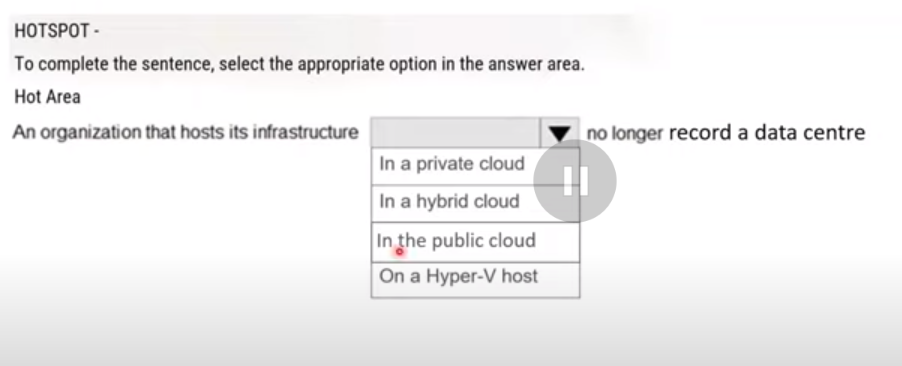 HOTSPOT -
To complete the sentence, select the appropriate option in the answer area.
Hot Area
An organization that hosts its infrastructure no longer record a data centre
In a private cloud
In a hybrid cloud
In the public cloud
On a Hyper-V host